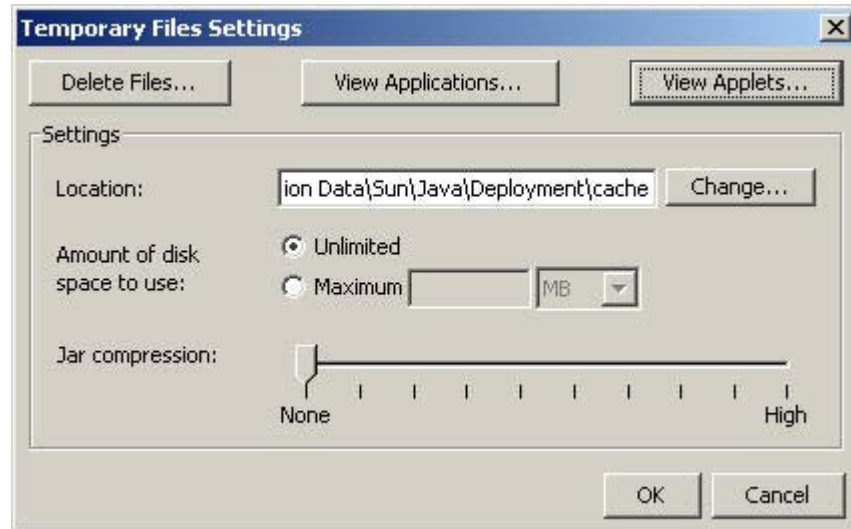 Temporary Files Settings
Delete Files... View Applications... View Applets...
Settings
Location: ion Data\Sun\Java\Deployment\cache Change...
Amount of disk
space to use:
Unlimited
Maximum MB
Jar compression:
None High
OK Cancel